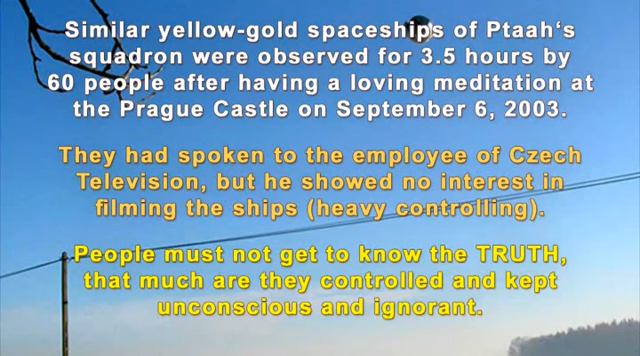 Similar yellow-gold spaceships of Ptaah‘s
squadron were observed for 3.5 hours by
60 people after having a loving meditation at
the Prague Castle on September 6, 2003.
They had spoken to the employee of Czech
Television, but he showed no interest in
filming the ships (heavy controlling).
People must not get to know the TRUTH,
that much are they controlled and kept
unconscious and ignorant.